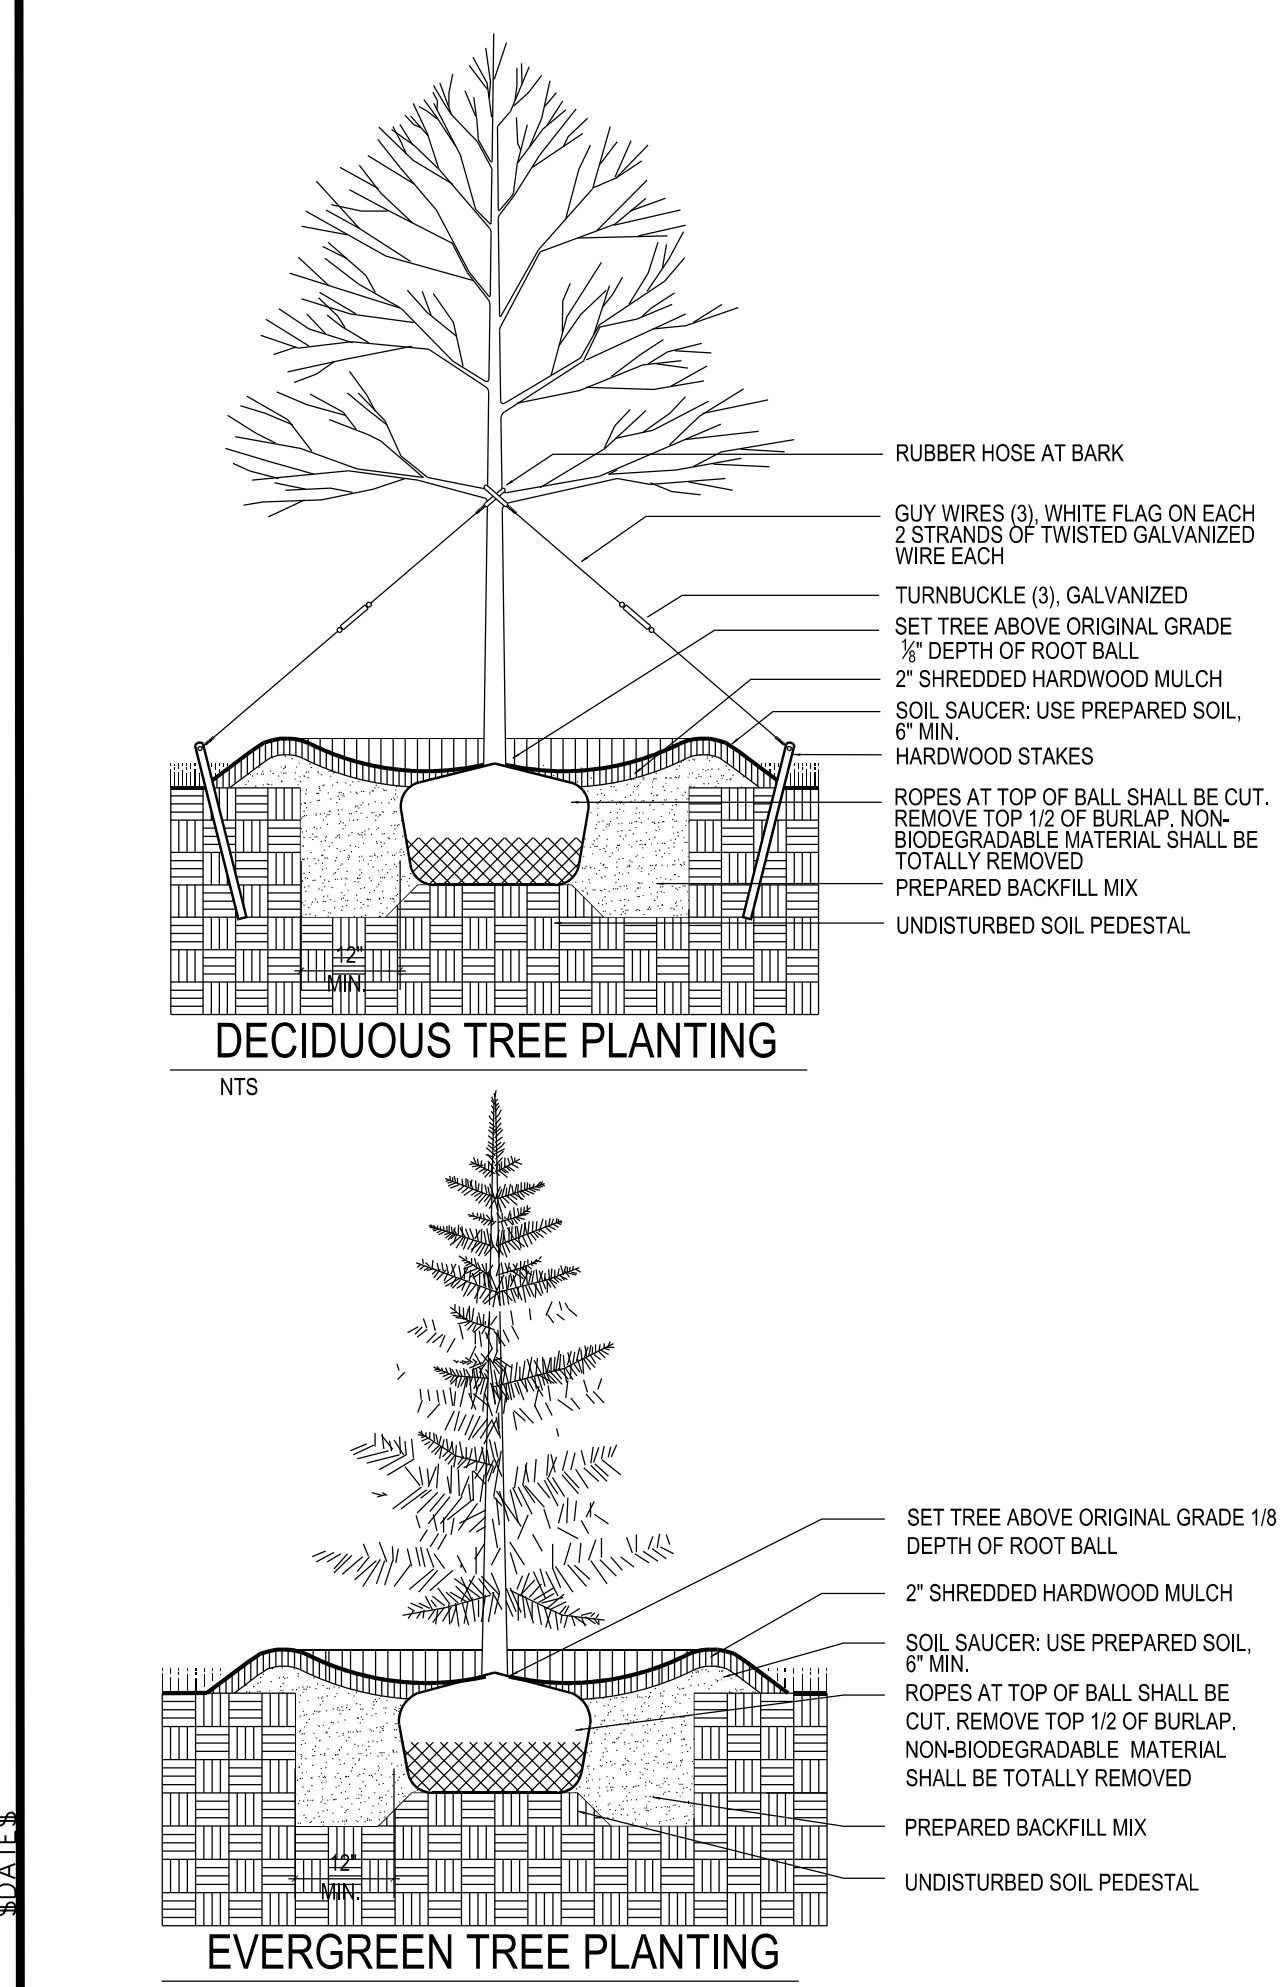 RUBBER HOSE AT BARK
GUY WIRES (3), WHITE FLAG ON EACH
2 STRANDS OF TWISTED GALVANIZED
WIRE EACH
TURNBUCKLE (3), GALVANIZED
SET TREE ABOVE ORIGINAL GRADE
1/8" DEPTH OF ROOT BALL
2" SHREDDED HARDWOOD MULCH
SOIL SAUCER: USE PREPARED SOIL,
6" MIN.
HARDWOOD STAKES
ROPES AT TOP OF BALL SHALL BE CUT.
REMOVE TOP 1/2 OF BURLAP. NON-
BIODEGRADABLE MATERIAL SHALL BE
TOTALLY REMOVED
PREPARED BACKFILL MIX
UNDISTURBED SOIL PEDESTAL
12"
MIN.
DECIDUOUS TREE PLANTING
NTS
SET TREE ABOVE ORIGINAL GRADE 1/8
DEPTH OF ROOT BALL
2" SHREDDED HARDWOOD MULCH
SOIL SAUCER: USE PREPARED SOIL,
6" MIN.
ROPES AT TOP OF BALL SHALL BE
CUT. REMOVE TOP 1/2 OF BURLAP.
NON-BIODEGRADABLE MATERIAL
SHALL BE TOTALLY REMOVED
PREPARED BACKFILL MIX
UNDISTURBED SOIL PEDESTAL
12"
MIN.
EVERGREEN TREE PLANTING
$DATE$